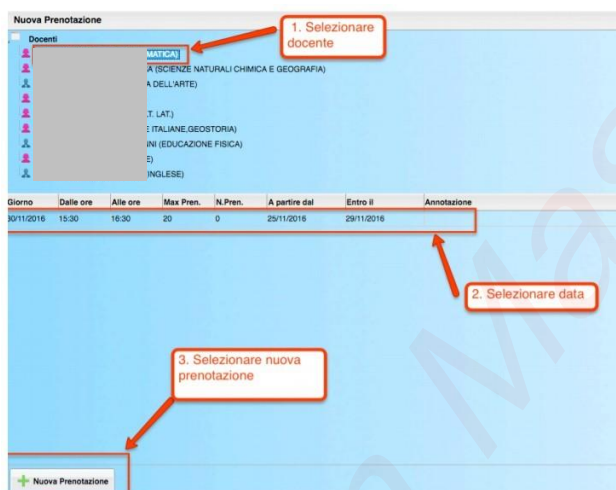 Nuova Prenotazione
1. Selezionare
docente
Docenti
MATICA)
A (SCIENZE NATURALI CHIMICA E GEOGRAFIA)
A DELL'ARTE)
.T. LAT.)
E ITALIANE,GEOSTORIA)
NNI (EDUCAZIONE FISICA)
E)
INGLESE)
Giorno Dalle ore Alle ore Max Pren. N.Pren. A partire dal Entro il Annotazione
30/11/2016 15:30 16:30 20 0 25/11/2016 29/11/2016
2. Selezionare data
3. Selezionare nuova
prenotazione
Nuova Prenotazione